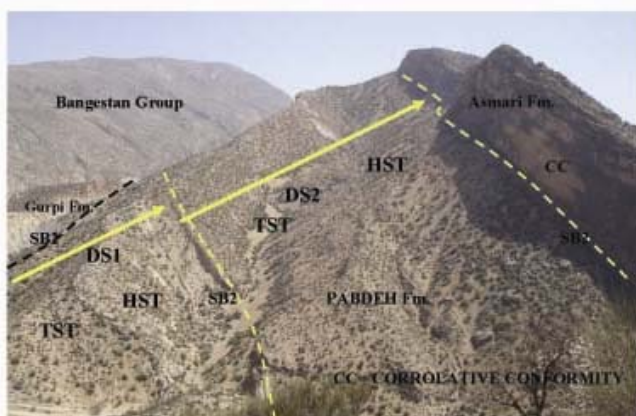 Bangestan Group
Asmari Fm.
HST
CC
Gurpi Fm.
DS2
SB2
TST
SB2
DS1
HST
SB2
PABDEH Fm.
TST
CC - CORROLATIVE CONFORMITY